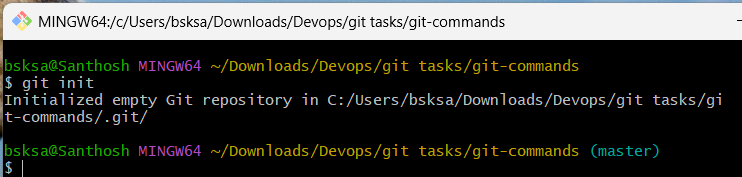 MINGW64:/c/Users/bsksa/Downloads/Devops/git tasks/git-commands
bsksa@Santhosh MINGW64 ~/Downloads/Devops/git tasks/git-commands
$ git init
Initialized empty Git repository in C:/Users/bsksa/Downloads/Devops/git tasks/gi
t-commands/.git/
bsksa@Santhosh MINGW64 ~/Downloads/Devops/git tasks/git-commands (master)
$